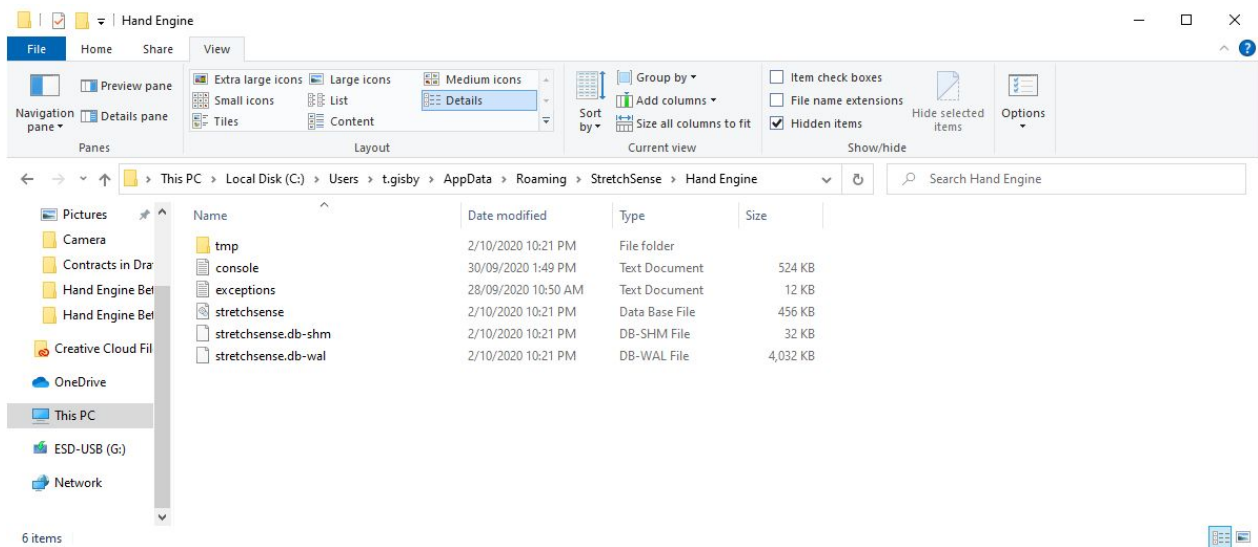 Hand Engine
File Home Share View
Navigation pane
Preview pane
Details pane
Panes
Extra large icons Large icons Medium icons
Small icons List Details
Tiles Content
Layout
Sort by
Group by
Add columns
Size all columns to fit
Current view
Item check boxes
File name extensions
Hidden items
Hide selected items
Show/hide
Options
This PC > Local Disk (C:) > Users > t.gisby > AppData > Roaming > StretchSense > Hand Engine
Search Hand Engine
Pictures
Camera
Contracts in Dra
Hand Engine Bet
Hand Engine Bet
Creative Cloud Fil
OneDrive
This PC
ESD-USB (G:)
Network
Name Date modified Type Size
tmp 2/10/2020 10:21 PM File folder
console 30/09/2020 1:49 PM Text Document 524 KB
exceptions 28/09/2020 10:50 AM Text Document 12 KB
stretchsense 2/10/2020 10:21 PM Data Base File 456 KB
stretchsense.db-shm 2/10/2020 10:21 PM DB-SHM File 32 KB
stretchsense.db-wal 2/10/2020 10:21 PM DB-WAL File 4,032 KB
6 items